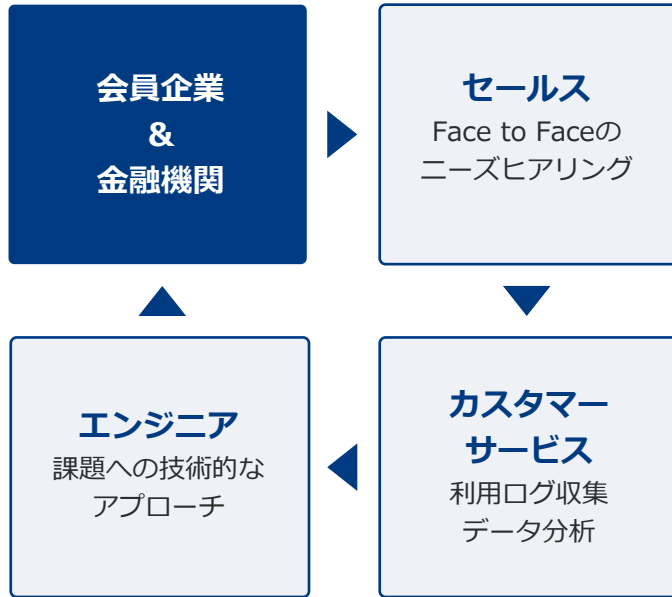 会員企業
&
金融機関
セールス
Face to Faceの
ニーズヒアリング
カスタマー
サービス
利用ログ収集
データ分析
エンジニア
課題への技術的な
アプローチ